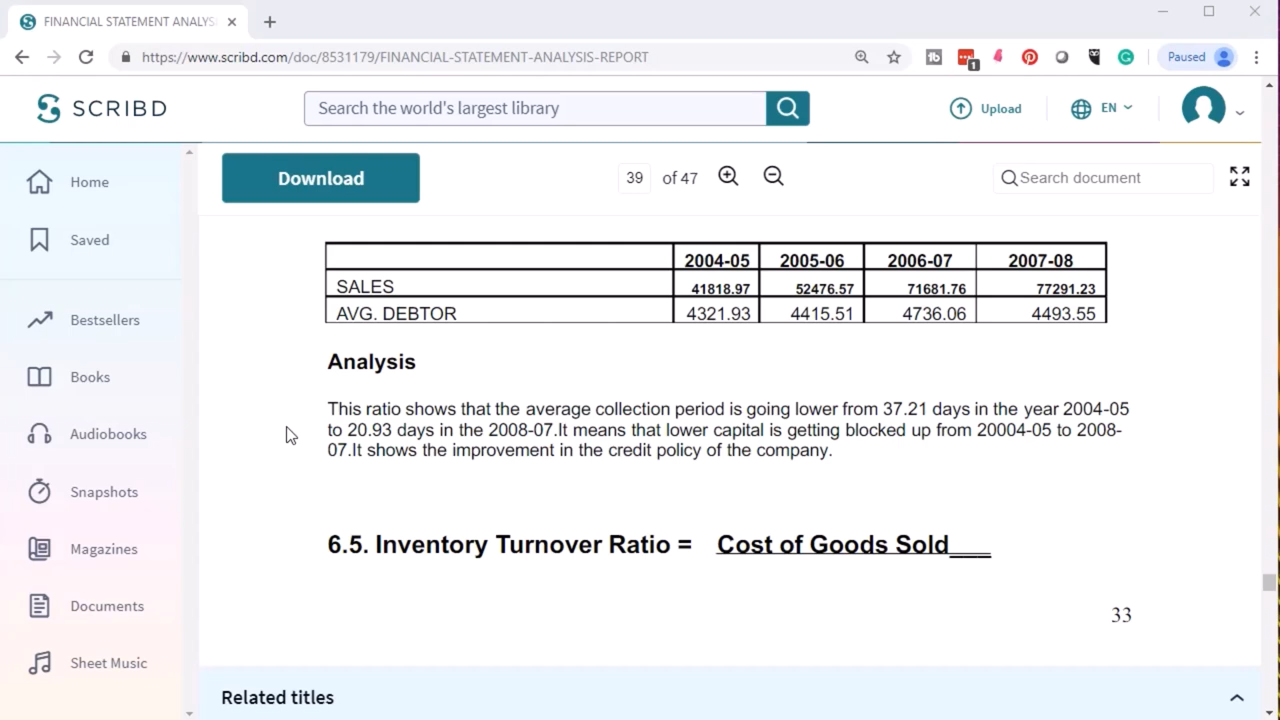 FINANCIAL STATEMENT ANALYS
https://www.scribd.com/doc/8531179/FINANCIAL-STATEMENT-ANALYSIS-REPORT
1
Paused
SCRIBD
Search the world's largest library
Upload
EN
Home
Saved
Bestsellers
Books
Audiobooks
Snapshots
Magazines
Documents
Sheet Music
Download
39 of 47
Search document
2004-05 2005-06 2006-07 2007-08
SALES 41818.97 52476.57 71681.76 77291.23
AVG. DEBTOR 4321.93 4415.51 4736.06 4493.55
Analysis
This ratio shows that the average collection period is going lower from 37.21 days in the year 2004-05
to 20.93 days in the 2008-07.It means that lower capital is getting blocked up from 20004-05 to 2008-
07.It shows the improvement in the credit policy of the company.
6.5. Inventory Turnover Ratio = Cost of Goods Sold___
33
Related titles